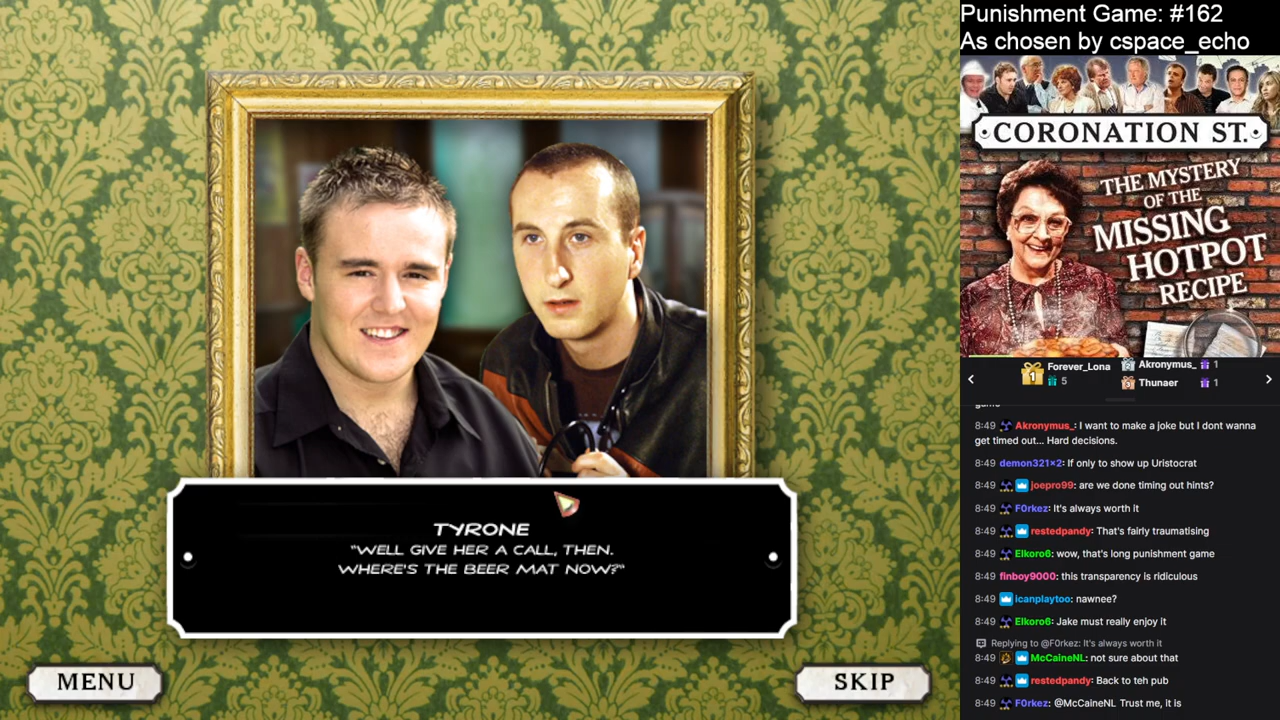 Punishment Game: #162
As chosen by cspace_echo
CORONATION ST.
THE MYSTERY
OF THE
MISSING
HOTPOT
RECIPE
Forever_Lona
5
Akronymus_ 1
Thunaer 1
8:49 Akronymus_: I want to make a joke but I dont wanna
get timed out... Hard decisions.
8:49 demon321×2: If only to show up Uristocrat
8:49 joepro99: are we done timing out hints?
8:49 F0rkez: It's always worth it
8:49 restedpandy: That's fairly traumatising
8:49 Elkoro6: wow, that's long punishment game
8:49 finboy9000: this transparency is ridiculous
8:49 icanplaytoo: nawnee?
8:49 Elkoro6: Jake must really enjoy it
Replying to @F0rkez: It's always worth it
8:49 McCaineNL: not sure about that
8:49 restedpandy: Back to teh pub
8:49 F0rkez: @McCaineNL Trust me, it is
TYRONE
"WELL GIVE HER A CALL, THEN.
WHERE'S THE BEER MAT NOW?"
MENU
SKIP